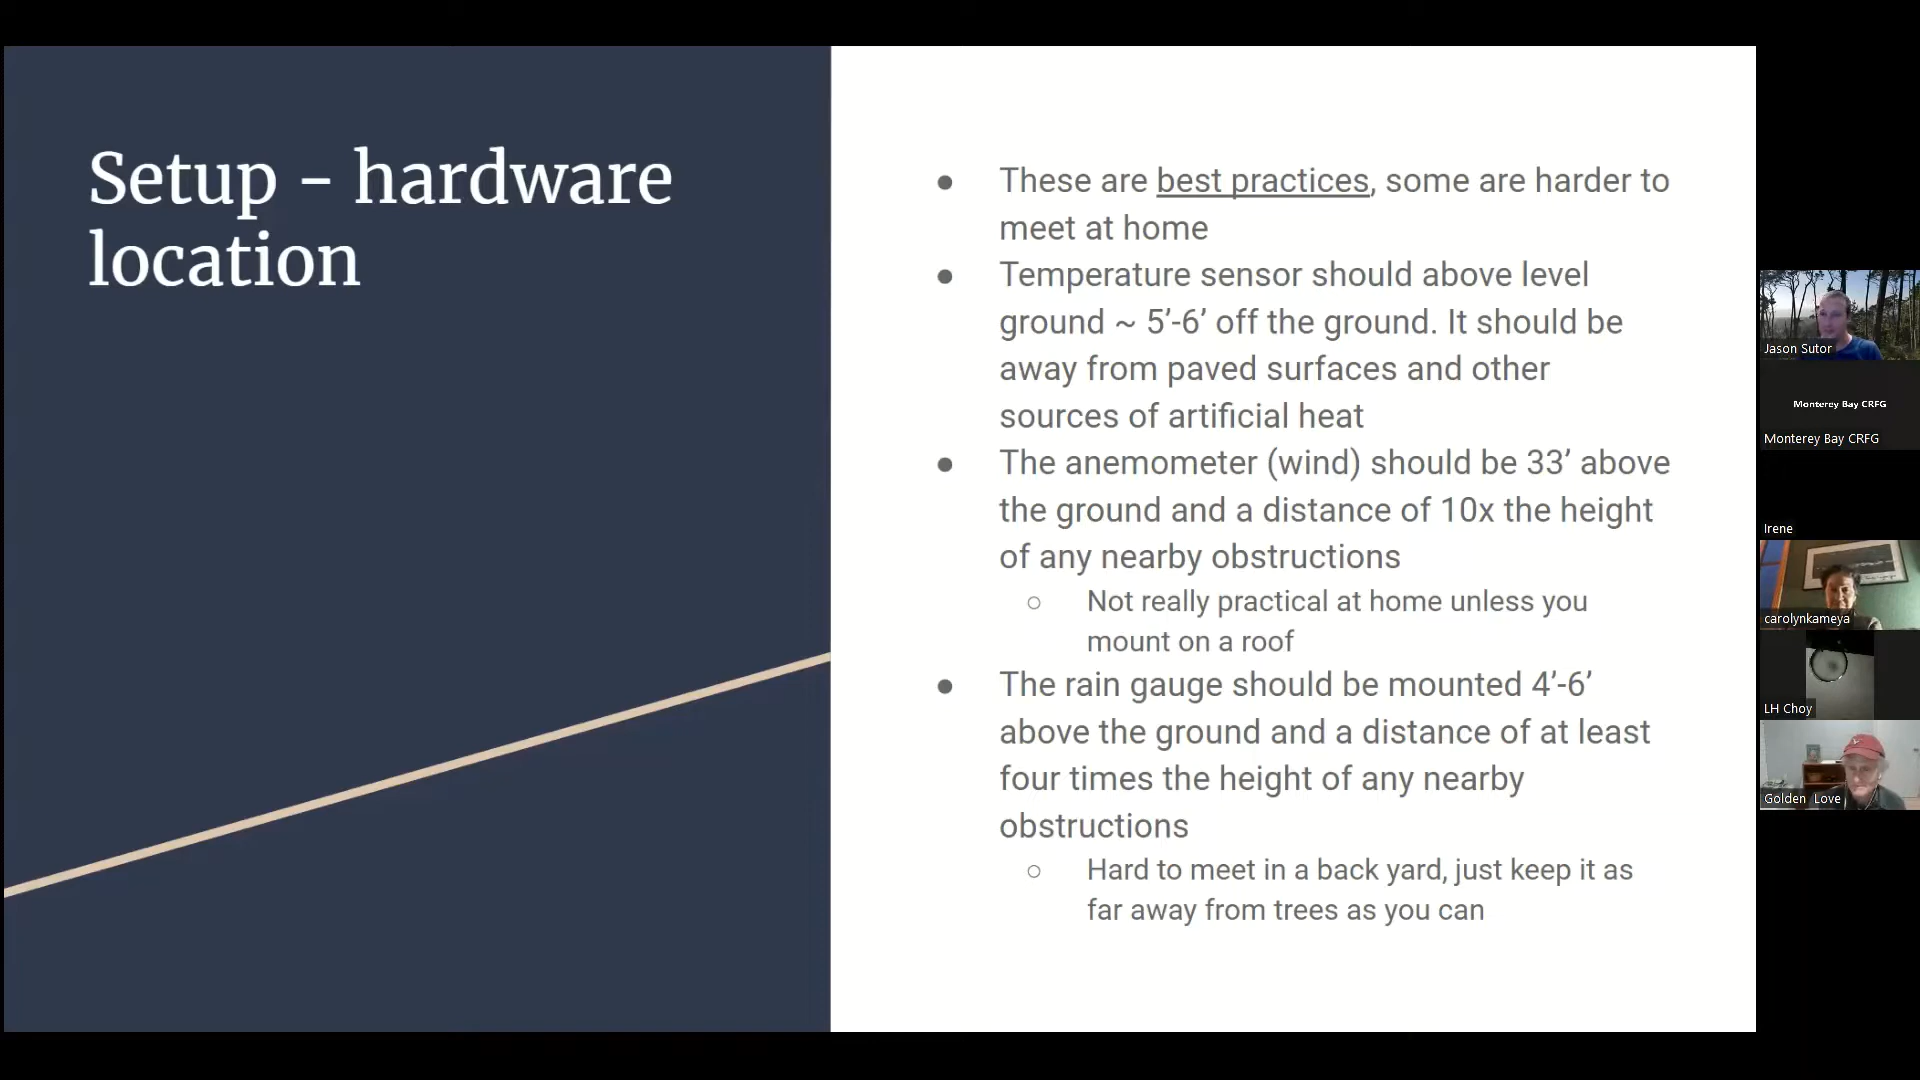 Setup - hardware
location
● These are best practices, some are harder to
meet at home
● Temperature sensor should above level
ground ~ 5’-6’ off the ground. It should be
away from paved surfaces and other
sources of artificial heat
● The anemometer (wind) should be 33’ above
the ground and a distance of 10x the height
of any nearby obstructions
○ Not really practical at home unless you
mount on a roof
● The rain gauge should be mounted 4’-6’
above the ground and a distance of at least
four times the height of any nearby
obstructions
○ Hard to meet in a back yard, just keep it as
far away from trees as you can
Jason Sutor
Monterey Bay CRFG
Monterey Bay CRFG
Irene
carolynkameya
LH Choy
Golden Love